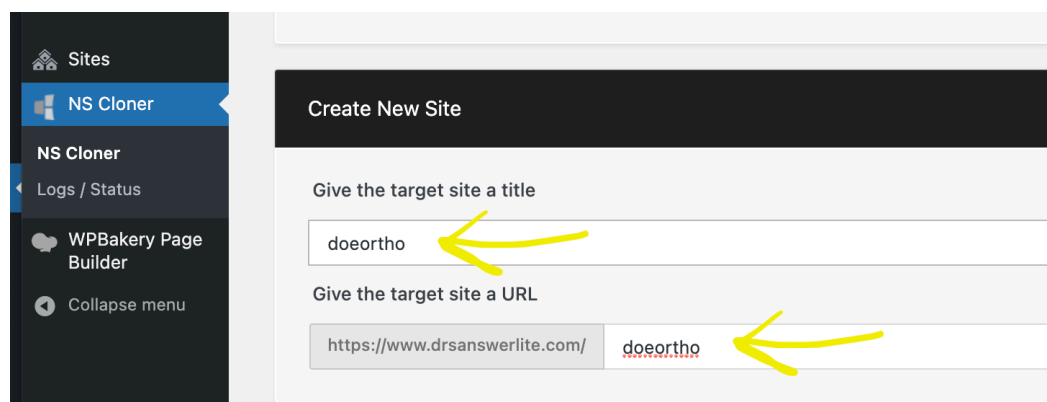 Sites
NS Cloner
NS Cloner
Logs / Status
WPBakery Page
Builder
Collapse menu
Create New Site
Give the target site a title
doeortho
Give the target site a URL
https://www.drsanswerlite.com/ doeortho